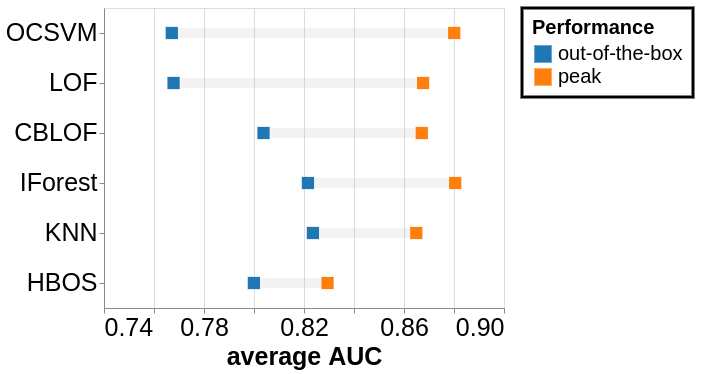 OCSVM
LOF
CBLOF
IForest
KNN
HBOS
0.74 0.78 0.82 0.86 0.90
average AUC
Performance
out-of-the-box
peak